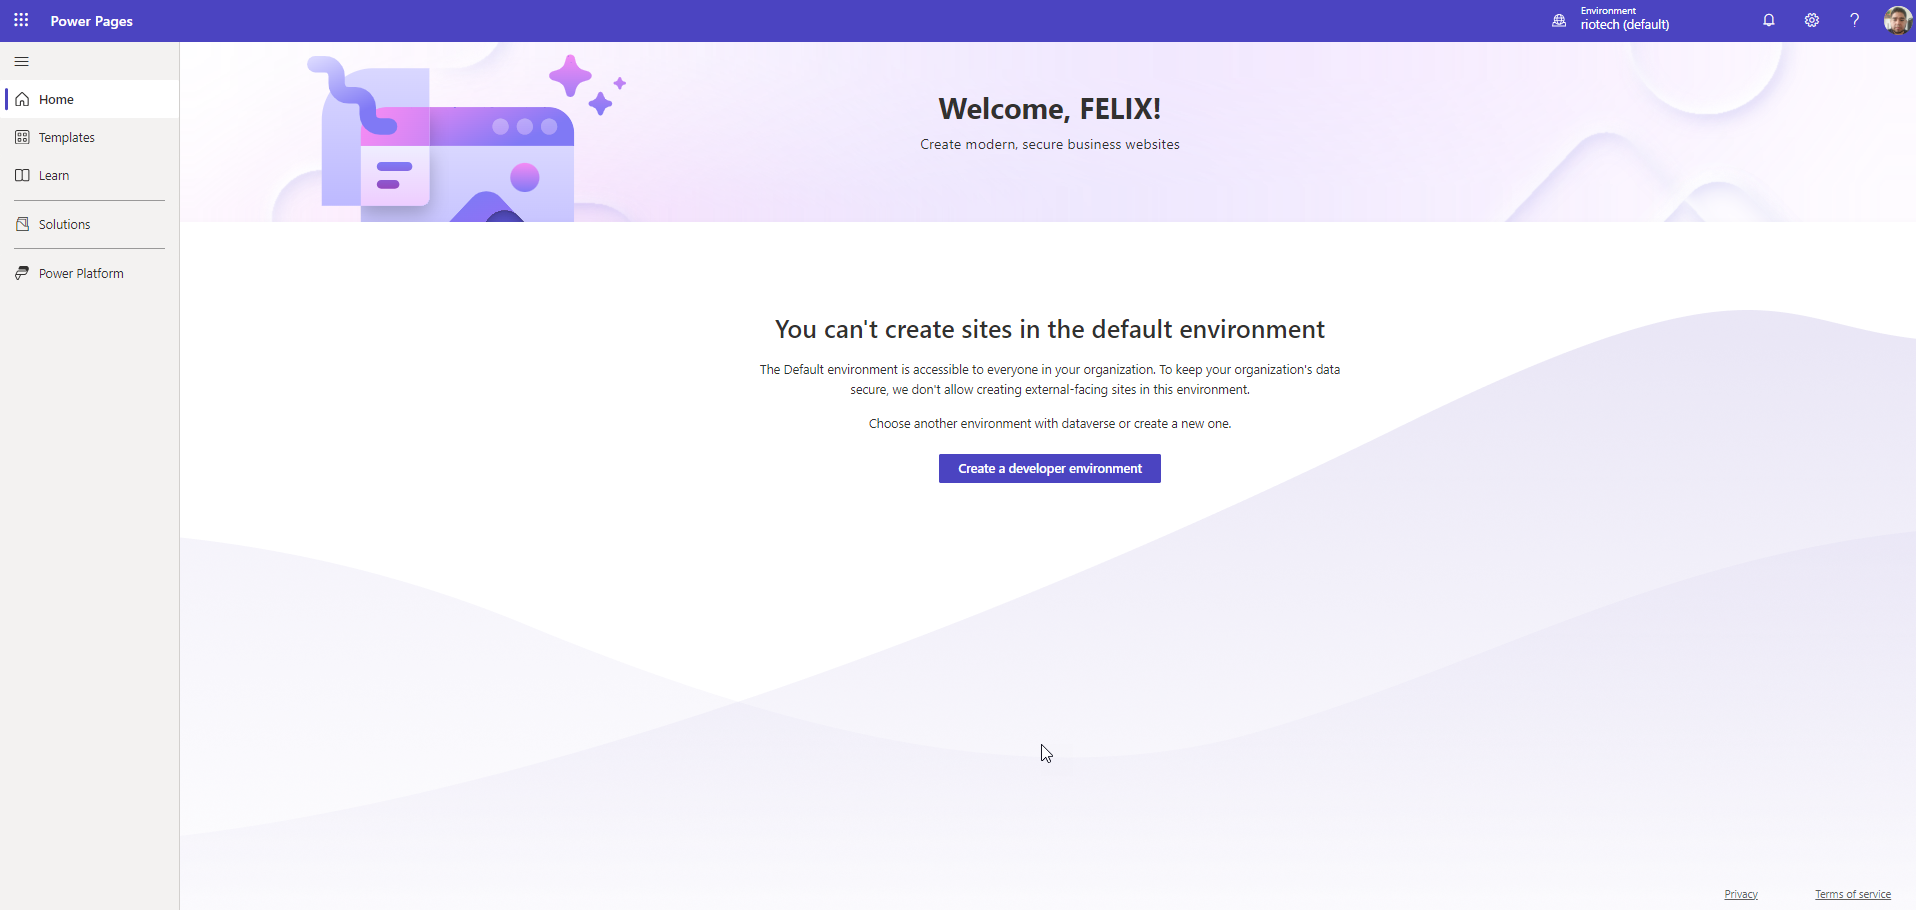 Power Pages
Environment
riotech (default)
Home
Templates
Learn
Solutions
Power Platform
Welcome, FELIX!
Create modern, secure business websites
You can't create sites in the default environment
The Default environment is accessible to everyone in your organization. To keep your organization's data
secure, we don't allow creating external-facing sites in this environment.
Choose another environment with dataverse or create a new one.
Create a developer environment
Privacy
Terms of service